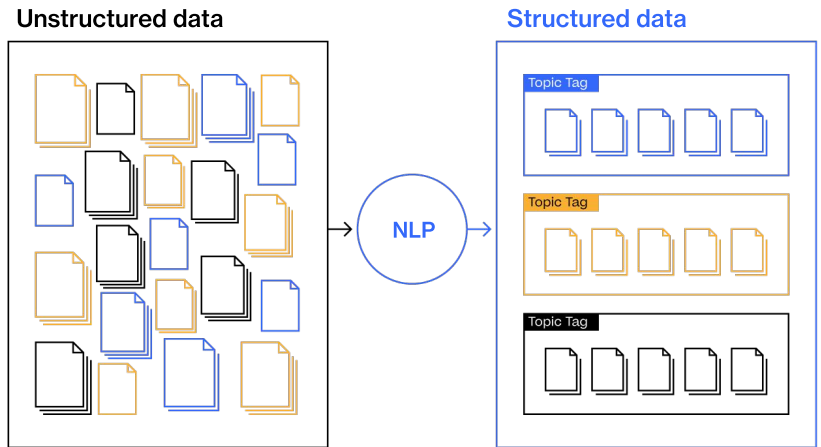 Unstructured data
Structured data
Topic Tag
NLP
Topic Tag
Topic Tag